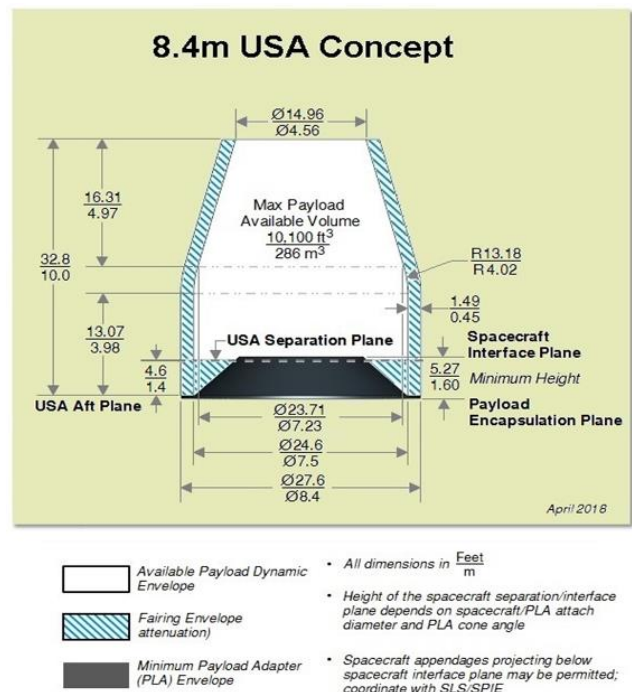 8.4m USA Concept
Ø14.96
Ø4.56
16.31
4.97
Max Payload
Available Volume
10,100 ft³
286 m³
32.8
10.0
R13.18
R4.02
1.49
0.45
13.07
3.98
USA Separation Plane
Spacecraft
Interface Plane
4.6
1.4
5.27
1.60
Minimum Height
USA Aft Plane
Payload
Encapsulation Plane
Ø23.71
Ø7.23
Ø24.6
Ø7.5
Ø27.6
Ø8.4
April 2018
Available Payload Dynamic
Envelope
Fairing Envelope
attenuation)
Minimum Payload Adapter
(PLA) Envelope
• All dimensions in Feet
m
• Height of the spacecraft separation/interface
plane depends on spacecraft/PLA attach
diameter and PLA cone angle
• Spacecraft appendages projecting below
spacecraft interface plane may be permitted;
coordinate with SLS/SPIE